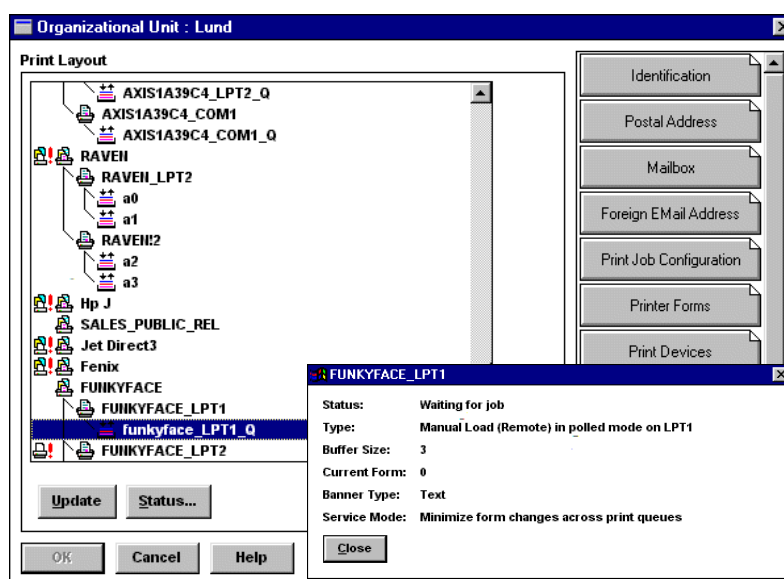 Organizational Unit : Lund
Print Layout
AXIS1A39C4_LPT2_Q
AXIS1A39C4_COM1
AXIS1A39C4_COM1_Q
RAVEN
RAVEN_LPT2
a0
a1
RAVEN!2
a2
a3
Hp J
SALES_PUBLIC_REL
Jet Direct3
Fenix
FUNKYFACE
FUNKYFACE_LPT1
funkyface_LPT1_Q
FUNKYFACE_LPT2
Update
Status...
OK
Cancel
Help
Identification
Postal Address
Mailbox
Foreign EMail Address
Print Job Configuration
Printer Forms
Print Devices
FUNKYFACE_LPT1
Status: Waiting for job
Type: Manual Load (Remote) in polled mode on LPT1
Buffer Size: 3
Current Form: 0
Banner Type: Text
Service Mode: Minimize form changes across print queues
Close